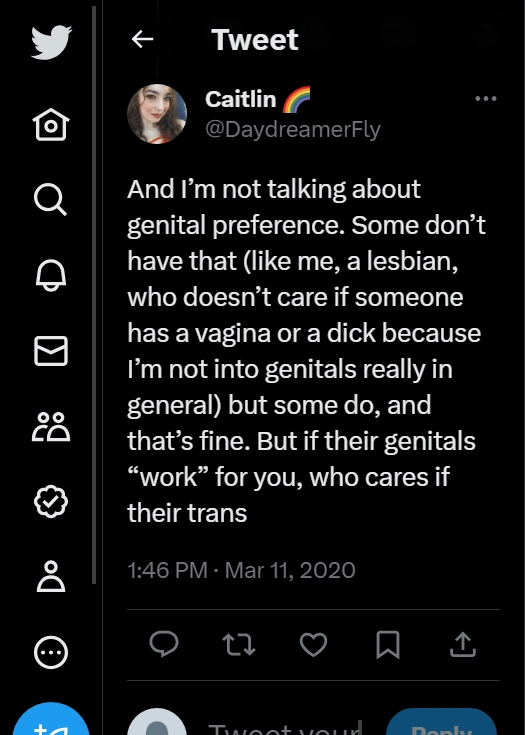 Tweet
Caitlin 🌈
@DaydreamerFly
And I’m not talking about
genital preference. Some don’t
have that (like me, a lesbian,
who doesn’t care if someone
has a vagina or a dick because
I’m not into genitals really in
general) but some do, and
that’s fine. But if their genitals
“work” for you, who cares if
their trans
1:46 PM · Mar 11, 2020
Tweet your
Reply